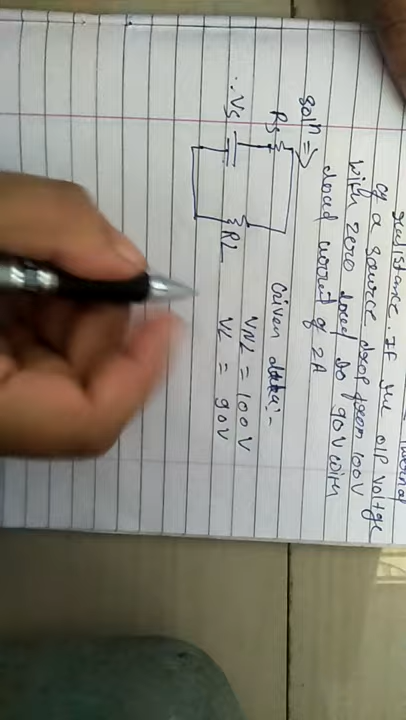 resistance. If the o/p voltage
of a source drop from 100V
with zero load to 90V with
load current of 2A
Soln ⇒
Rs
Vs
RL
Given data:-
VNL = 100V
VL = 90V